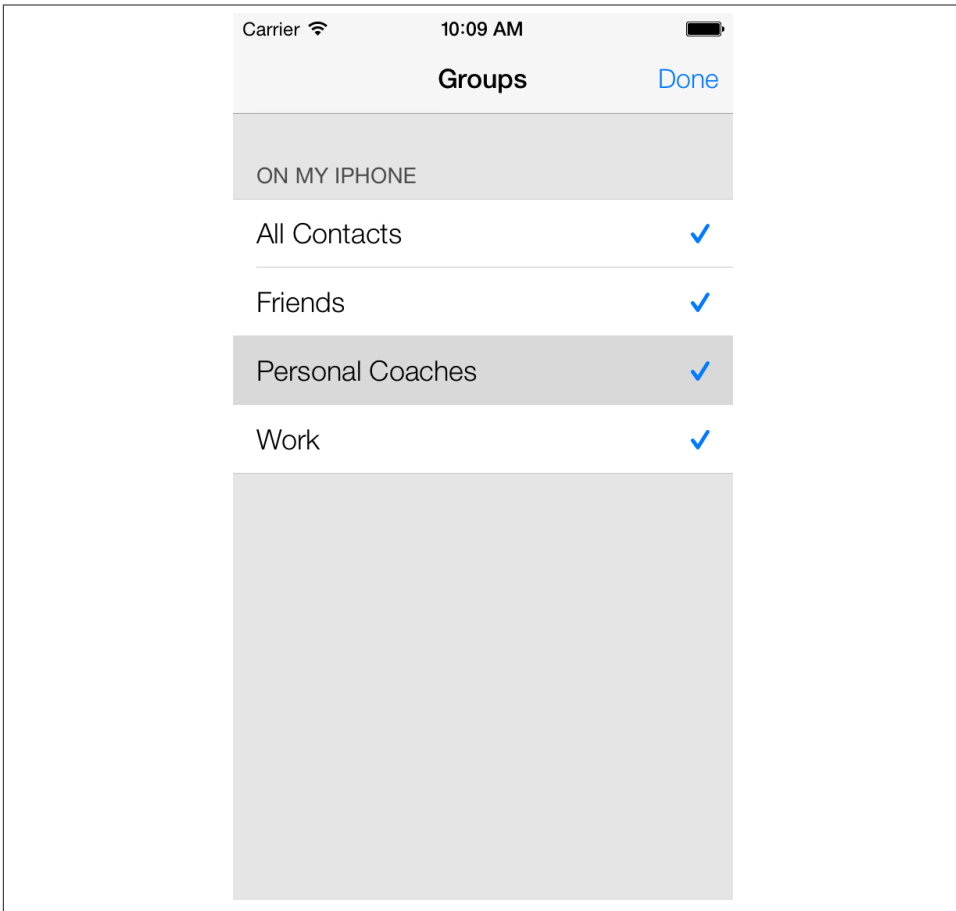 Carrier 10:09 AM
Groups Done
ON MY IPHONE
All Contacts
Friends
Personal Coaches
Work